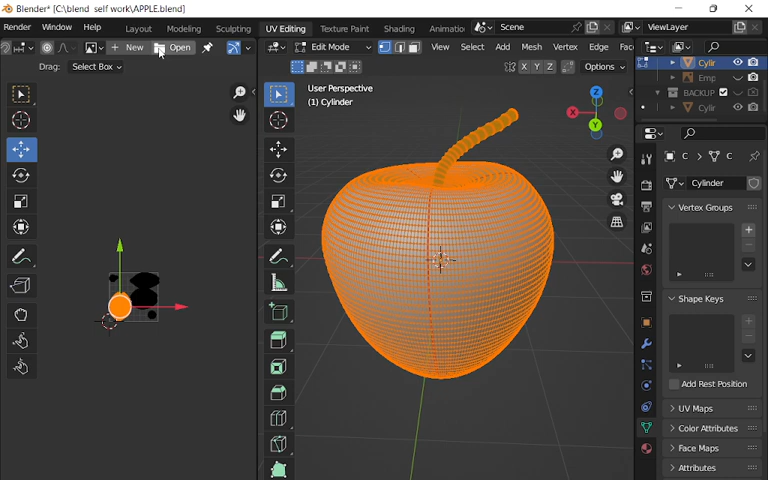 Blender* [C:\blend self work\APPLE.blend]
Render Window Help Layout Modeling Sculpting UV Editing Texture Paint Shading Animatio Scene ViewLayer
New Open Edit Mode View Select Add Mesh Vertex Edge Fac
Drag: Select Box X Y Z Options
User Perspective
(1) Cylinder
Z
X
Y
Cylir
Emp
BACKUP
Cylir
C C
Cylinder
Vertex Groups
Shape Keys
Add Rest Position
UV Maps
Color Attributes
Face Maps
Attributes